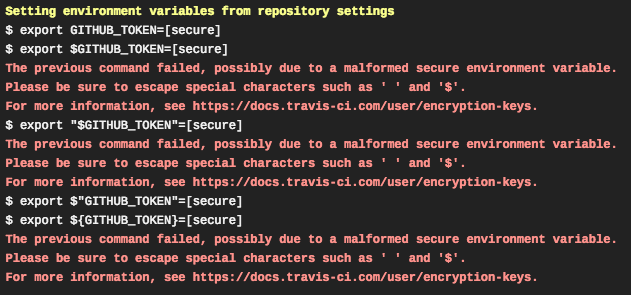 Setting environment variables from repository settings
$ export GITHUB_TOKEN=[secure]
$ export $GITHUB_TOKEN=[secure]
The previous command failed, possibly due to a malformed secure environment variable.
Please be sure to escape special characters such as ' ' and '$'.
For more information, see https://docs.travis-ci.com/user/encryption-keys.
$ export "$GITHUB_TOKEN"=[secure]
The previous command failed, possibly due to a malformed secure environment variable.
Please be sure to escape special characters such as ' ' and '$'.
For more information, see https://docs.travis-ci.com/user/encryption-keys.
$ export $"GITHUB_TOKEN"=[secure]
$ export ${GITHUB_TOKEN}=[secure]
The previous command failed, possibly due to a malformed secure environment variable.
Please be sure to escape special characters such as ' ' and '$'.
For more information, see https://docs.travis-ci.com/user/encryption-keys.